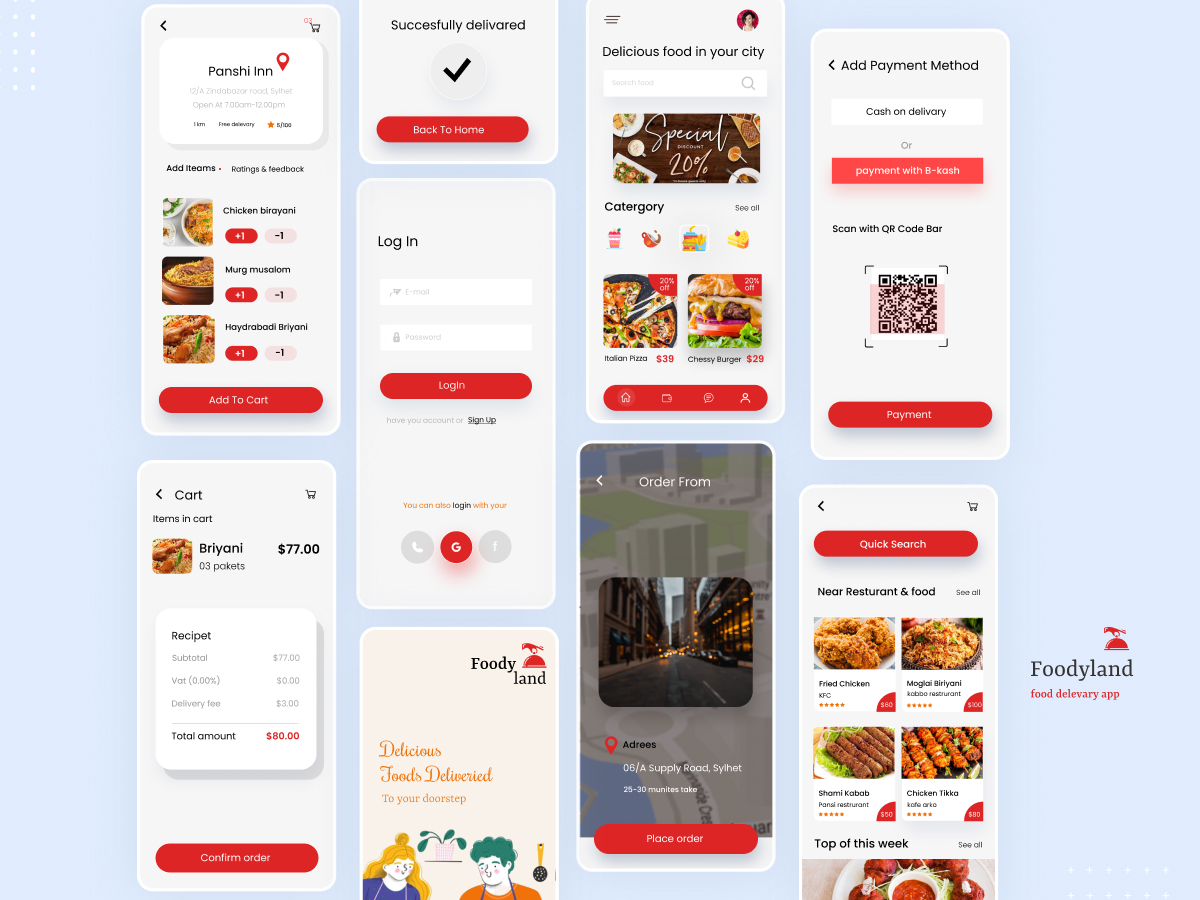 03
Panshi Inn
12/A Zindabazar road, Sylhet
Open At 7.00am-12.00pm
1 km Free delevary 5/100
Add Iteams • Ratings & feedback
Chicken birayani
+1 -1
Murg musalom
+1 -1
Haydrabadi Briyani
+1 -1
Add To Cart
Cart
Items in cart
Briyani $77.00
03 pakets
Recipet
Subtotal $77.00
Vat (0.00%) $0.00
Delivery fee $3.00
Total amount $80.00
Confirm order
Succesfully delivared
Back To Home
Log In
E-mail
Password
LogIn
have you account or Sign Up
You can also login with your
G f
Foody
land
Delicious
Foods Deliveried
To your doorstep
Delicious food in your city
Search food
Special
DISCOUNT
20%
Catergory See all
20%
off
20%
off
Italian Pizza $39 Chessy Burger $29
Order From
Adrees
06/A Supply Road, Sylhet
25-30 munites take
Place order
Add Payment Method
Cash on delivary
Or
payment with B-kash
Scan with QR Code Bar
Payment
Quick Search
Near Resturant & food See all
Fried Chicken
KFC
$60
Moglai Biriyani
kabbo restrurant
$100
Shami Kabab
Pansi restrurant
$50
Chicken Tikka
kafe arko
$80
Top of this week See all
Foodyland
food delevary app